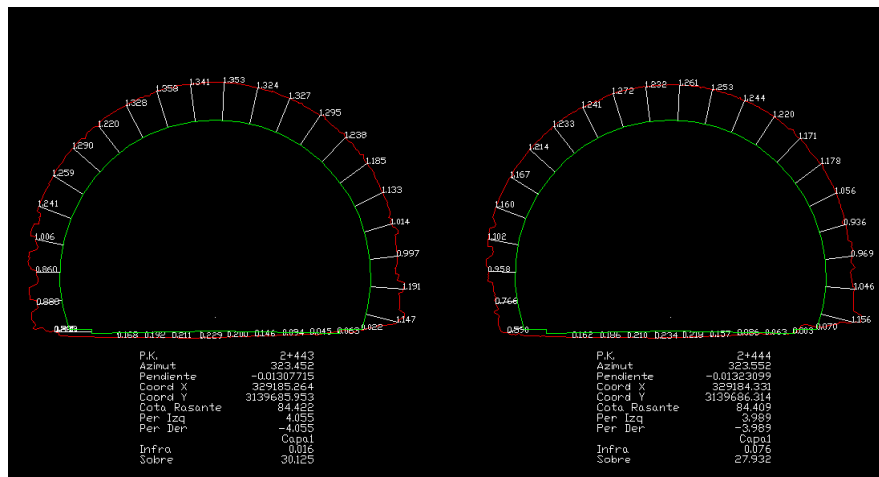 1.358 1.341 1.353 1.324
1.328 1.327
1.220 1.295
1.290 1.238
1.259 1.185
1.241 1.133
1.006 1.014
0.860 0.997
0.883 1.191
0.168 0.192 0.211 0.229 0.200 0.146 0.094 0.045 0.063 0.022 1.147
P.K. 2+443
Azimut 323.452
Pendiente -0.01307715
Coord X 329185.264
Coord Y 3139685.953
Cota Rasante 84.422
Per Izq 4.055
Per Der -4.055
Capa1
Infra 0.016
Sobre 30.125
1.272 1.232 1.261 1.253
1.241 1.244
1.233 1.220
1.214 1.171
1.167 1.178
1.160 1.056
1.102 0.936
0.958 0.969
0.766 1.046
0.590 0.162 0.186 0.210 0.234 0.218 0.157 0.086 0.063 0.003 0.070 1.156
P.K. 2+444
Azimut 323.552
Pendiente -0.01323099
Coord X 329184.331
Coord Y 3139686.314
Cota Rasante 84.409
Per Izq 3.989
Per Der -3.989
Capa1
Infra 0.076
Sobre 27.932